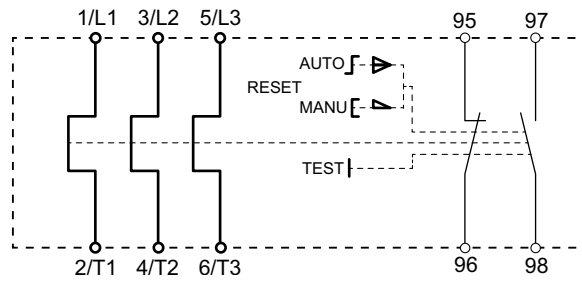 1/L1 3/L2 5/L3 95 97
AUTO
RESET
MANU
TEST
2/T1 4/T2 6/T3 96 98